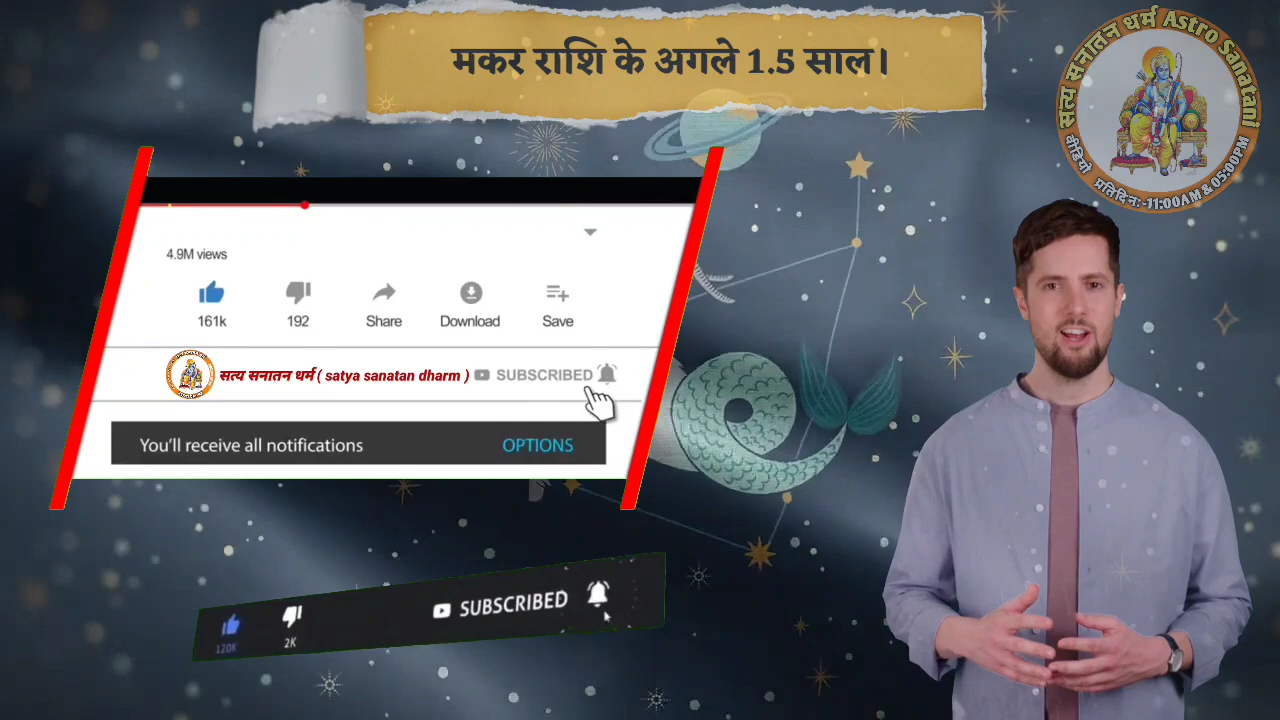 मकर राशि के अगले 1.5 साल।
सत्य सनातन धर्म Astro Sanatani
वीडियो प्रतिदिन:-11:00AM & 05:00PM
4.9M views
161k 192 Share Download Save
सत्य सनातन धर्म ( satya sanatan dharm ) SUBSCRIBED
You'll receive all notifications OPTIONS
SUBSCRIBED
120K 2K